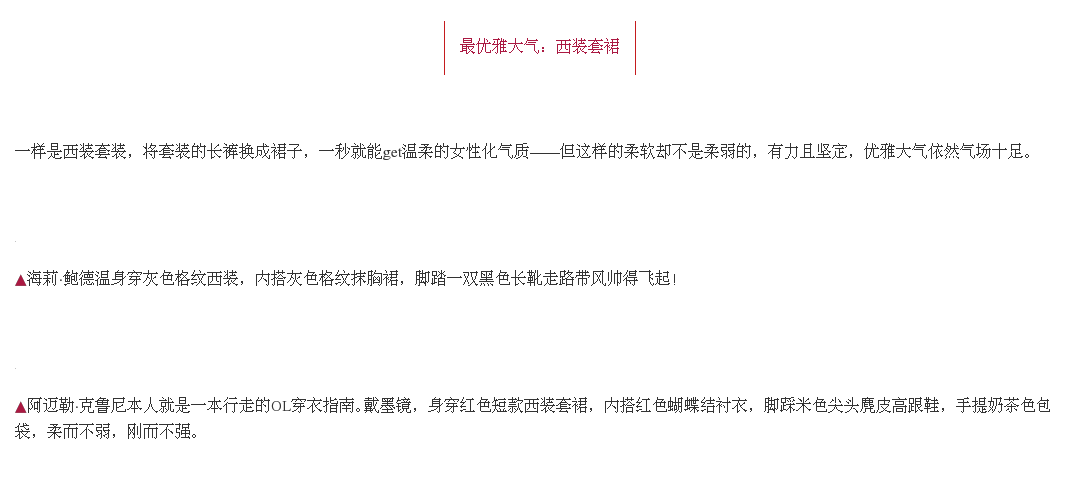 最优雅大气：西装套裙
一样是西装套装，将套装的长裤换成裙子，一秒就能get温柔的女性化气质——但这样的柔软却不是柔弱的，有力且坚定，优雅大气依然气场十足。
▲海莉·鲍德温身穿灰色格纹西装，内搭灰色格纹抹胸裙，脚踏一双黑色长靴走路带风帅得飞起！
▲阿迈勒·克鲁尼本人就是一本行走的OL穿衣指南。戴墨镜，身穿红色短款西装套裙，内搭红色蝴蝶结衬衣，脚踩米色尖头麂皮高跟鞋，手提奶茶色包
袋，柔而不弱，刚而不强。